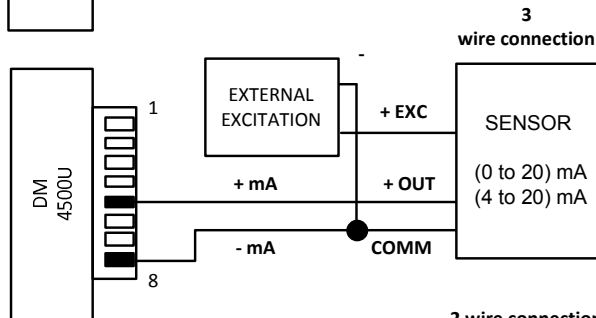 3
wire connection
-
EXTERNAL
EXCITATION
+ EXC
SENSOR
(0 to 20) mA
(4 to 20) mA
1
DM
4500U
+ mA
+ OUT
- mA
COMM
8